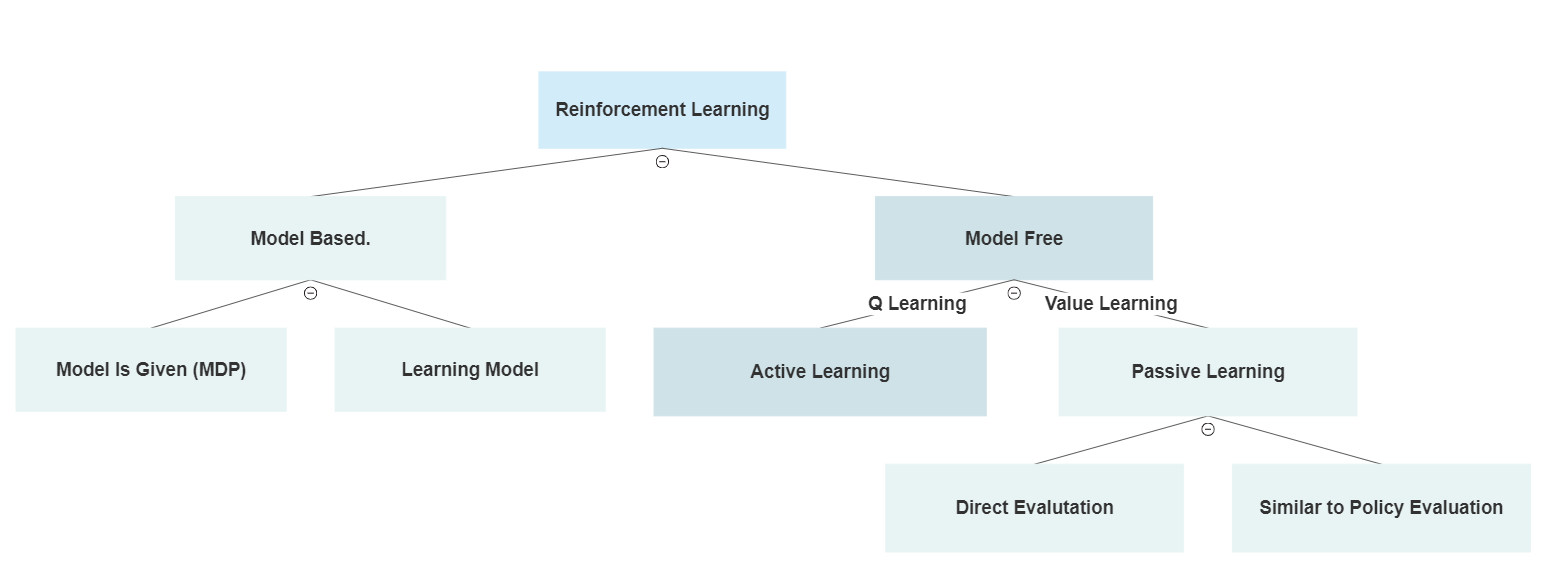 Reinforcement Learning
Model Based.
Model Free
Q Learning
Value Learning
Model Is Given (MDP)
Learning Model
Active Learning
Passive Learning
Direct Evalutation
Similar to Policy Evaluation